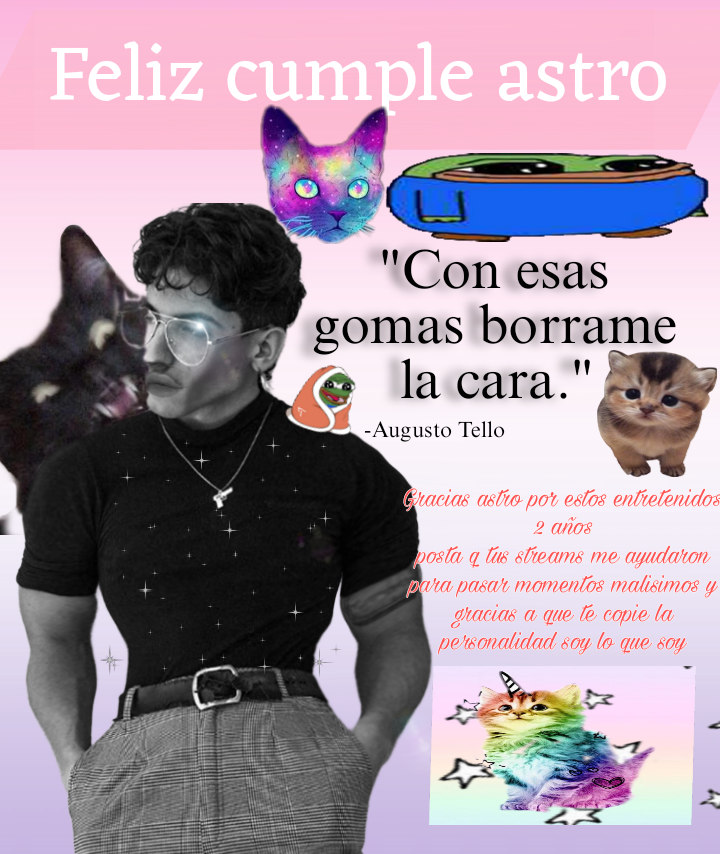 Feliz cumple astro
"Con esas
gomas borrame
la cara."
-Augusto Tello
Gracias astro por estos entretenidos
2 años
posta q tus streams me ayudaron
para pasar momentos malisimos y
gracias a que te copie la
personalidad soy lo que soy